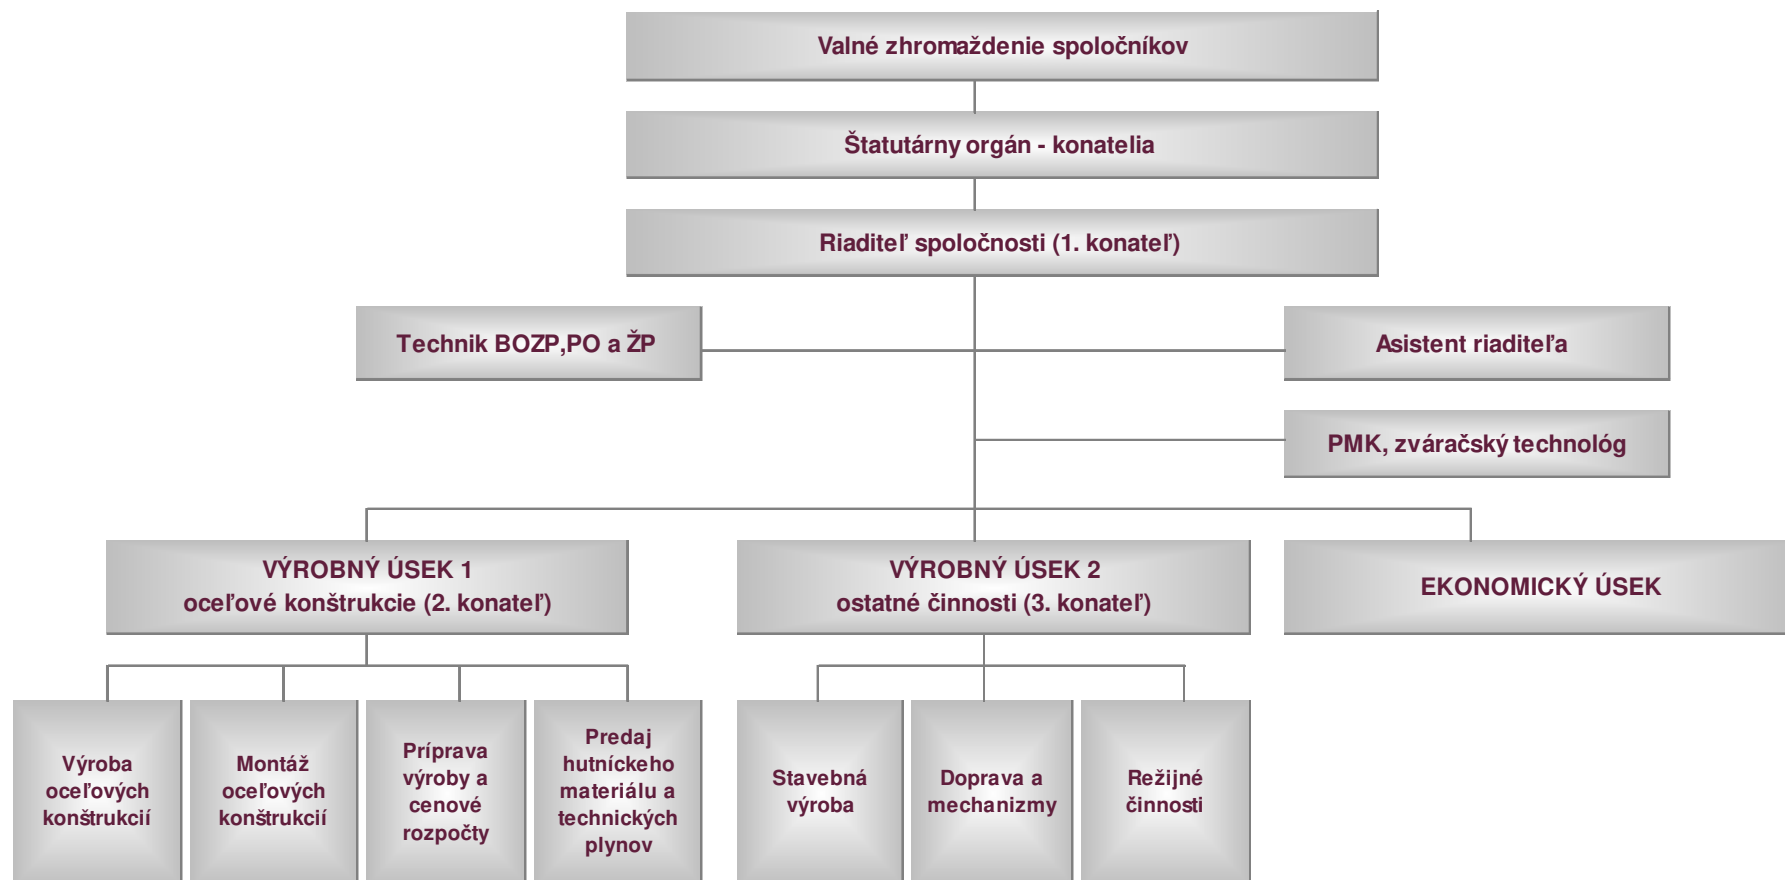 Valné zhromaždenie spoločníkov
Štatutárny orgán - konatelia
Riaditeľ spoločnosti (1. konateľ)
Technik BOZP,PO a ŽP
Asistent riaditeľa
PMK, zváračský technológ
VÝROBNÝ ÚSEK 1
oceľové konštrukcie (2. konateľ)
VÝROBNÝ ÚSEK 2
ostatné činnosti (3. konateľ)
EKONOMICKÝ ÚSEK
Výroba
oceľových
konštrukcií
Montáž
oceľových
konštrukcií
Príprava
výroby a
cenové
rozpočty
Predaj
hutníckeho
materiálu a
technických
plynov
Stavebná
výroba
Doprava a
mechanizmy
Režijné
činnosti